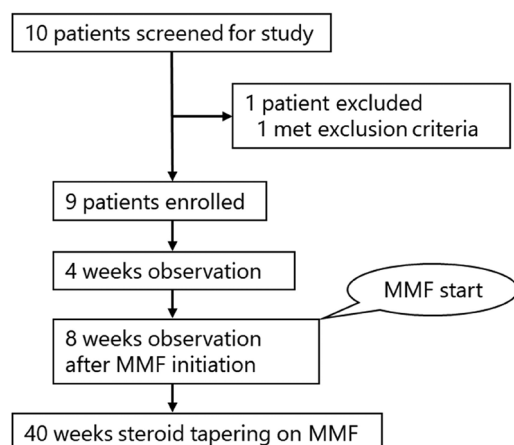 10 patients screened for study
1 patient excluded
1 met exclusion criteria
9 patients enrolled
4 weeks observation
MMF start
8 weeks observation
after MMF initiation
40 weeks steroid tapering on MMF